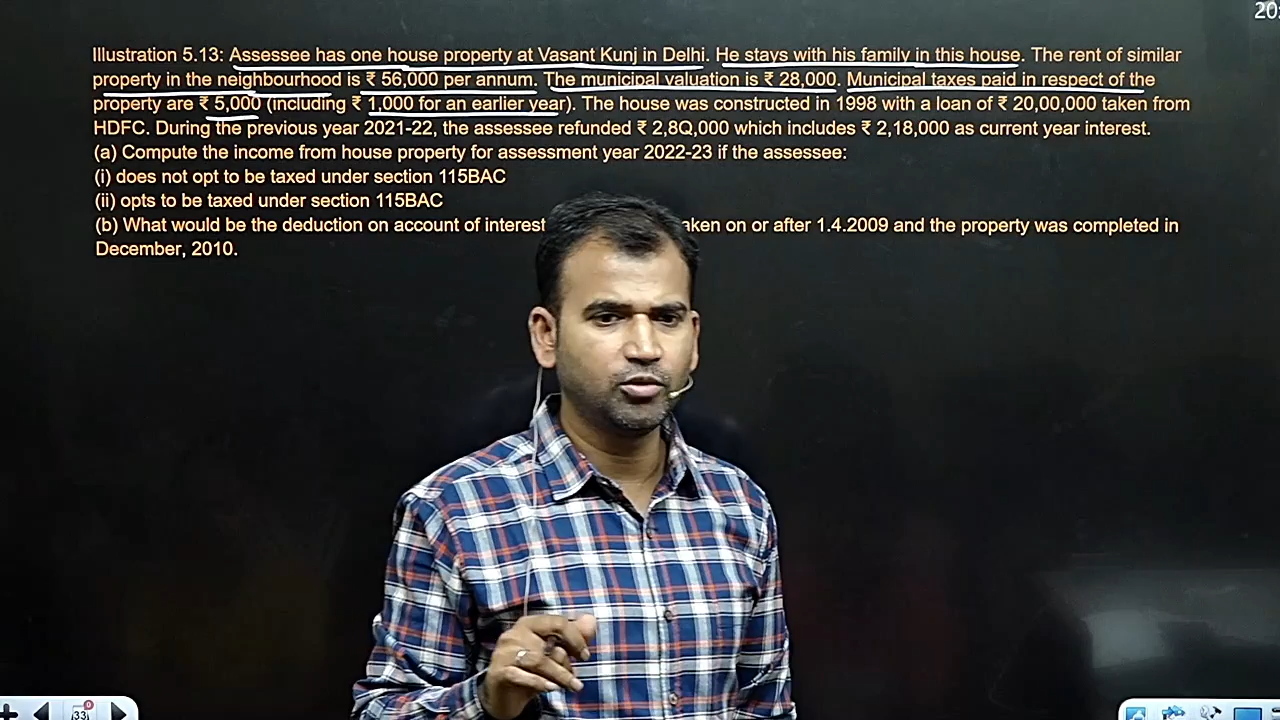 20:
Illustration 5.13: Assessee has one house property at Vasant Kunj in Delhi. He stays with his family in this house. The rent of similar
property in the neighbourhood is ₹ 56,000 per annum. The municipal valuation is ₹ 28,000. Municipal taxes paid in respect of the
property are ₹ 5,000 (including ₹ 1,000 for an earlier year). The house was constructed in 1998 with a loan of ₹ 20,00,000 taken from
HDFC. During the previous year 2021-22, the assessee refunded ₹ 2,8Q,000 which includes ₹ 2,18,000 as current year interest.
(a) Compute the income from house property for assessment year 2022-23 if the assessee:
(i) does not opt to be taxed under section 115BAC
(ii) opts to be taxed under section 115BAC
(b) What would be the deduction on account of interest aken on or after 1.4.2009 and the property was completed in
December, 2010.
33
0